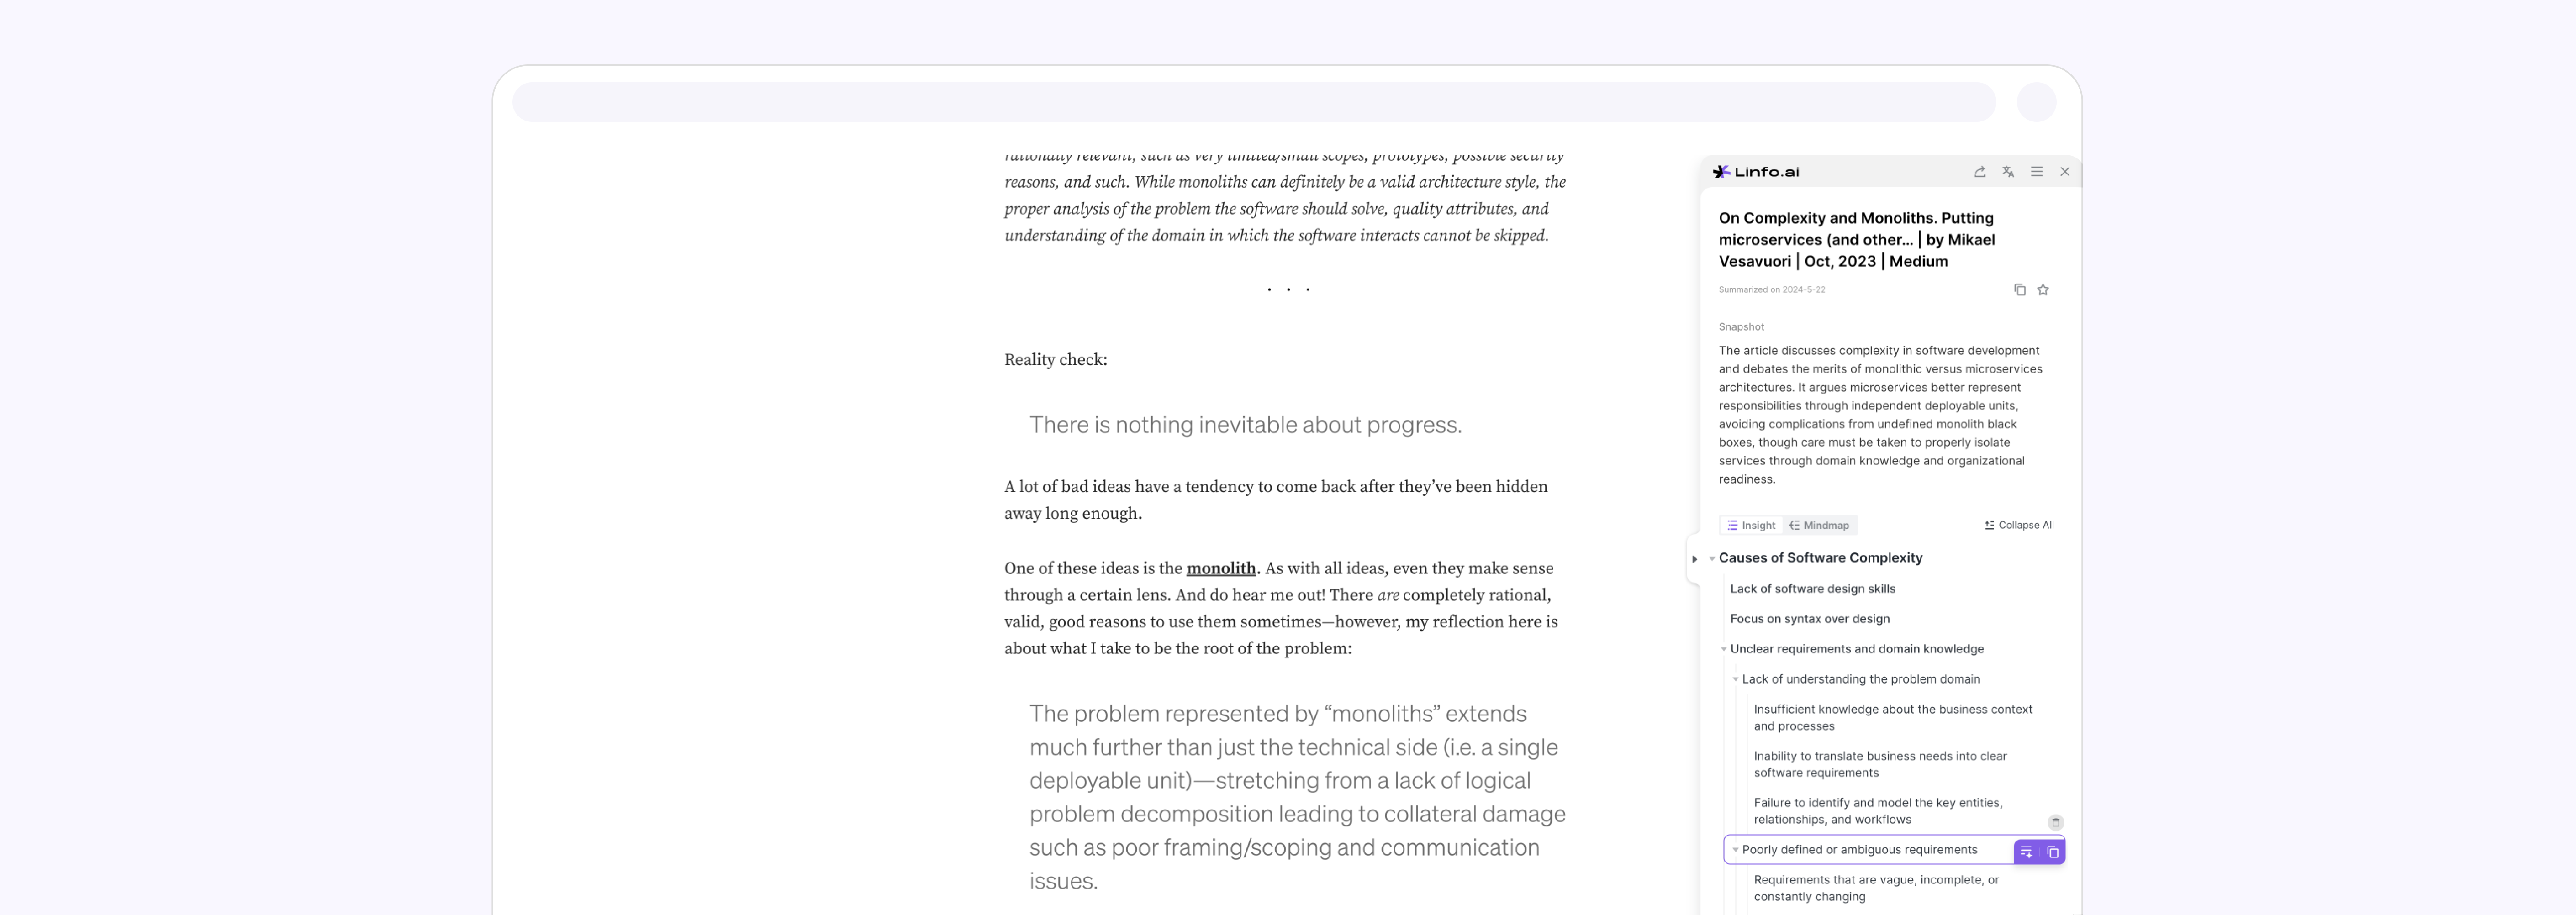 rationally relevant, such as very limited/small scopes, prototypes, possible security
reasons, and such. While monoliths can definitely be a valid architecture style, the
proper analysis of the problem the software should solve, quality attributes, and
understanding of the domain in which the software interacts cannot be skipped.
. . .
Reality check:
There is nothing inevitable about progress.
A lot of bad ideas have a tendency to come back after they’ve been hidden
away long enough.
One of these ideas is the monolith. As with all ideas, even they make sense
through a certain lens. And do hear me out! There are completely rational,
valid, good reasons to use them sometimes—however, my reflection here is
about what I take to be the root of the problem:
The problem represented by “monoliths” extends
much further than just the technical side (i.e. a single
deployable unit)—stretching from a lack of logical
problem decomposition leading to collateral damage
such as poor framing/scoping and communication
issues.
Linfo.ai
On Complexity and Monoliths. Putting
microservices (and other... | by Mikael
Vesavuori | Oct, 2023 | Medium
Summarized on 2024-5-22
Snapshot
The article discusses complexity in software development
and debates the merits of monolithic versus microservices
architectures. It argues microservices better represent
responsibilities through independent deployable units,
avoiding complications from undefined monolith black
boxes, though care must be taken to properly isolate
services through domain knowledge and organizational
readiness.
Insight Mindmap Collapse All
Causes of Software Complexity
Lack of software design skills
Focus on syntax over design
Unclear requirements and domain knowledge
Lack of understanding the problem domain
Insufficient knowledge about the business context
and processes
Inability to translate business needs into clear
software requirements
Failure to identify and model the key entities,
relationships, and workflows
Poorly defined or ambiguous requirements
Requirements that are vague, incomplete, or
constantly changing